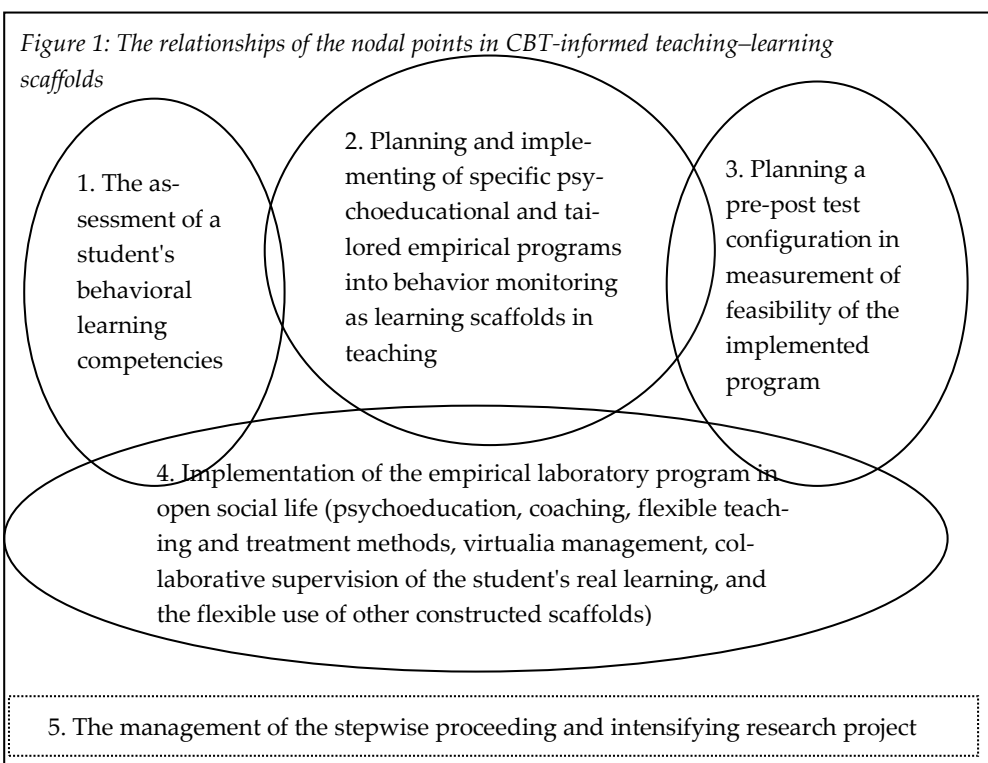 Figure 1: The relationships of the nodal points in CBT-informed teaching–learning
scaffolds
1. The as-
sessment of a
student's
behavioral
learning
competencies
2. Planning and imple-
menting of specific psy-
choeducational and tai-
lored empirical programs
into behavior monitoring
as learning scaffolds in
teaching
3. Planning a
pre-post test
configuration in
measurement of
feasibility of the
implemented
program
4. Implementation of the empirical laboratory program in
open social life (psychoeducation, coaching, flexible teach-
ing and treatment methods, virtualia management, col-
laborative supervision of the student's real learning, and
the flexible use of other constructed scaffolds)
5. The management of the stepwise proceeding and intensifying research project